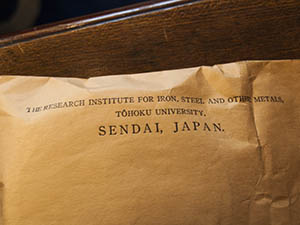 THE RESEARCH INSTITUTE FOR IRON, STEEL AND OTHER METALS,
TÔHOKU UNIVERSITY,
SENDAI, JAPAN.